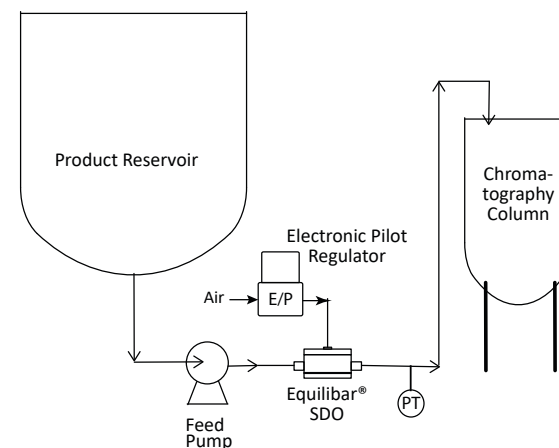 Product Reservoir
Chroma-
tography
Column
Electronic Pilot
Regulator
Air
E/P
Equilibar®
SDO
PT
Feed
Pump